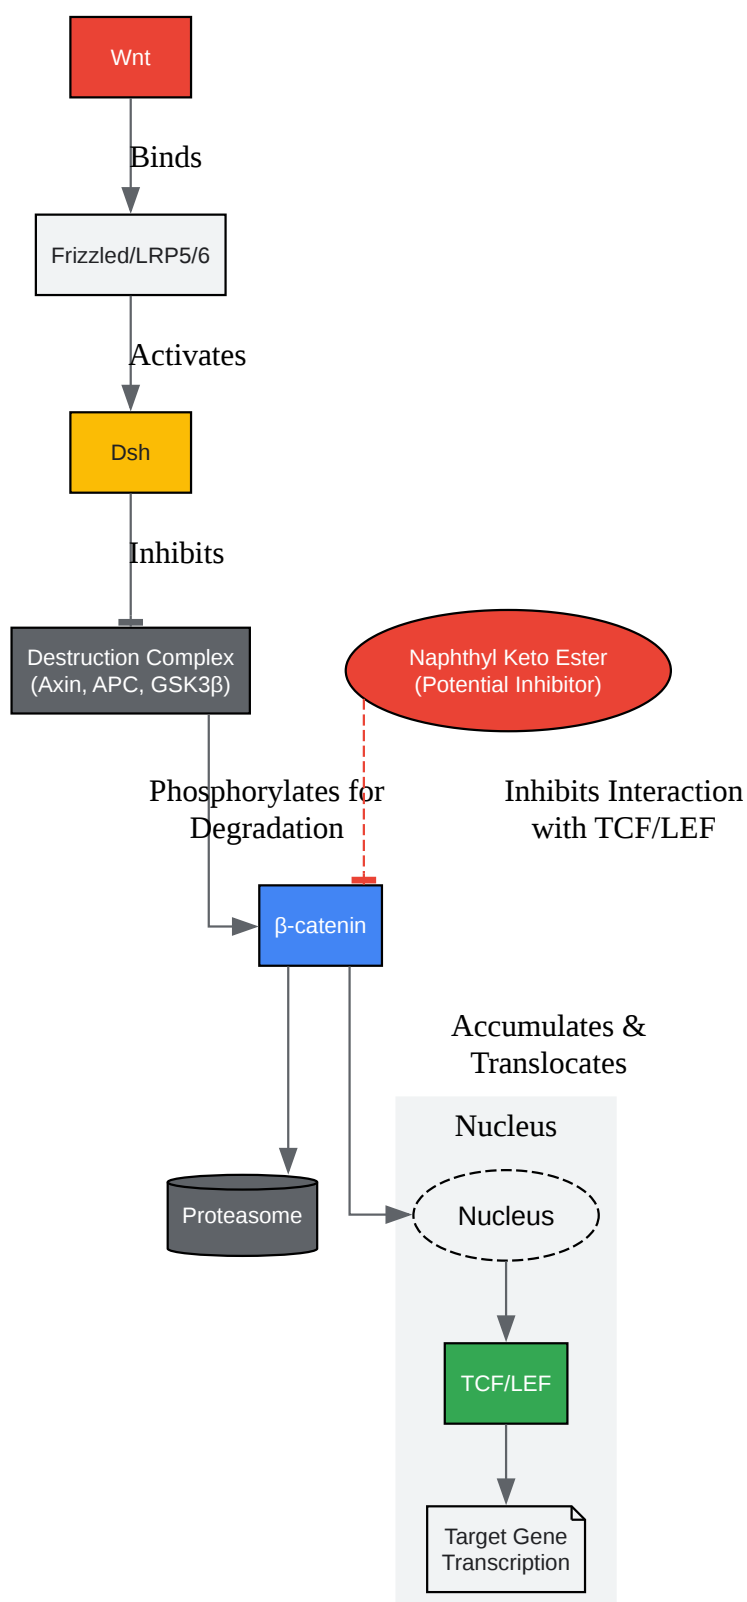 Wnt
Binds
Frizzled/LRP5/6
Activates
Dsh
Inhibits
Destruction Complex
(Axin, APC, GSK3β)
Naphthyl Keto Ester
(Potential Inhibitor)
Phosphorylates for
Degradation
Inhibits Interaction
with TCF/LEF
β-catenin
Accumulates &
Translocates
Nucleus
Proteasome
Nucleus
TCF/LEF
Target Gene
Transcription